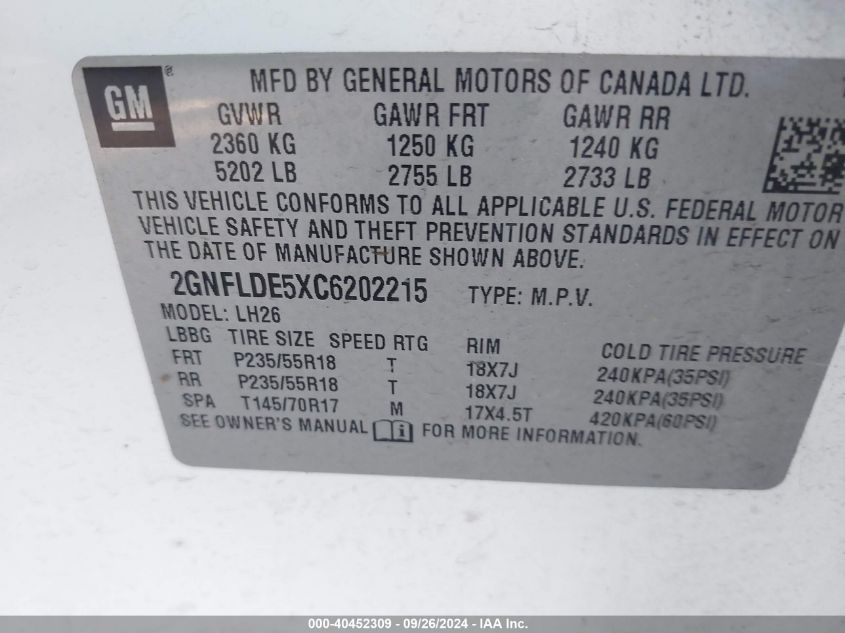 GM ®
MFD BY GENERAL MOTORS OF CANADA LTD.
GVWR GAWR FRT GAWR RR
2360 KG 1250 KG 1240 KG
5202 LB 2755 LB 2733 LB
THIS VEHICLE CONFORMS TO ALL APPLICABLE U.S. FEDERAL MOTOR
VEHICLE SAFETY AND THEFT PREVENTION STANDARDS IN EFFECT ON
THE DATE OF MANUFACTURE SHOWN ABOVE.
2GNFLDE5XC6202215 TYPE: M.P.V.
MODEL: LH26
LBBG TIRE SIZE SPEED RTG RIM COLD TIRE PRESSURE
FRT P235/55R18 T 18X7J 240KPA(35PSI)
RR P235/55R18 T 18X7J 240KPA(35PSI)
SPA T145/70R17 M 17X4.5T 420KPA(60PSI)
SEE OWNER'S MANUAL FOR MORE INFORMATION.
000-40452309 - 09/26/2024 - IAA Inc.